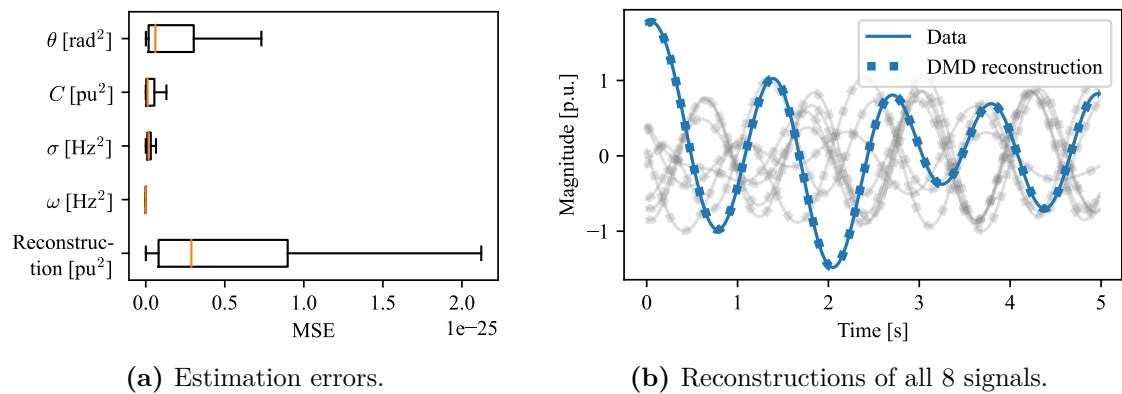 θ [rad²]
C [pu²]
σ [Hz²]
ω [Hz²]
Reconstruc-
tion [pu²]
0.0 0.5 1.0 1.5 2.0
1e−25
MSE
(a) Estimation errors.
Data
DMD reconstruction
Magnitude [p.u.]
1
0
−1
0 1 2 3 4 5
Time [s]
(b) Reconstructions of all 8 signals.